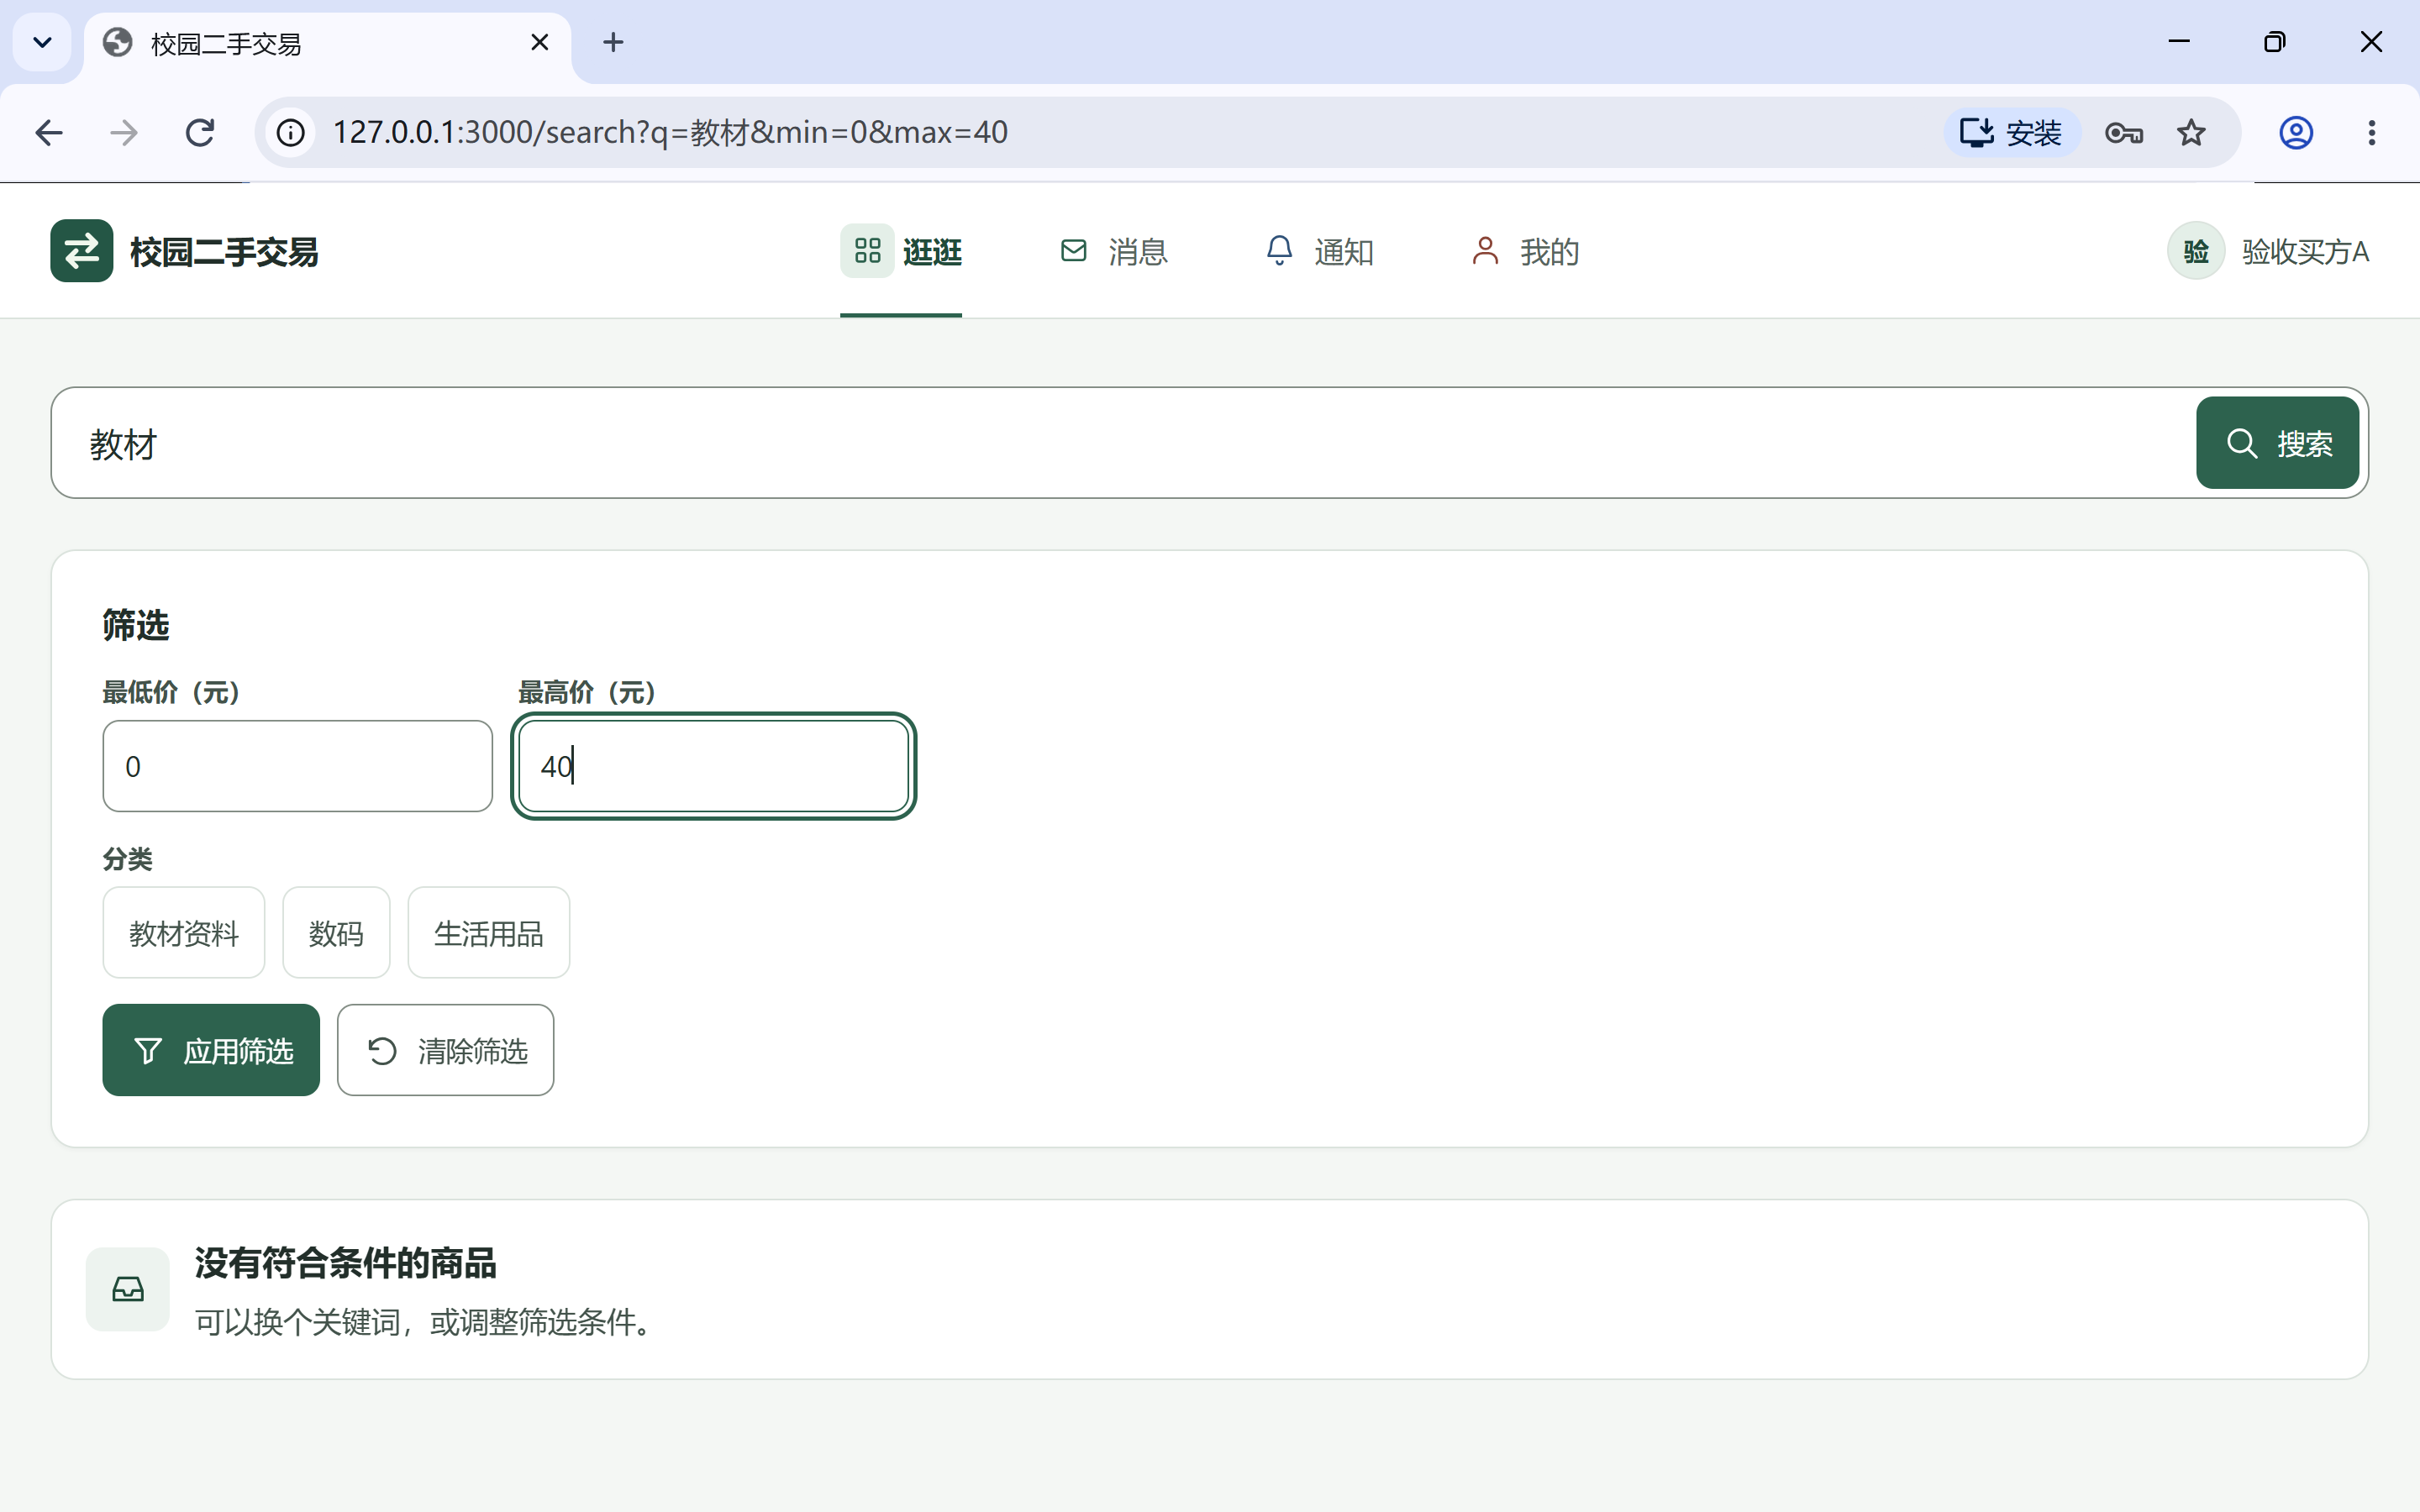 校园二手交易
127.0.0.1:3000/search?q=教材&min=0&max=40
安装
校园二手交易
逛逛
消息
通知
我的
验
验收买方A
教材
搜索
筛选
最低价（元）
最高价（元）
0
40
分类
教材资料
数码
生活用品
应用筛选
清除筛选
没有符合条件的商品
可以换个关键词，或调整筛选条件。